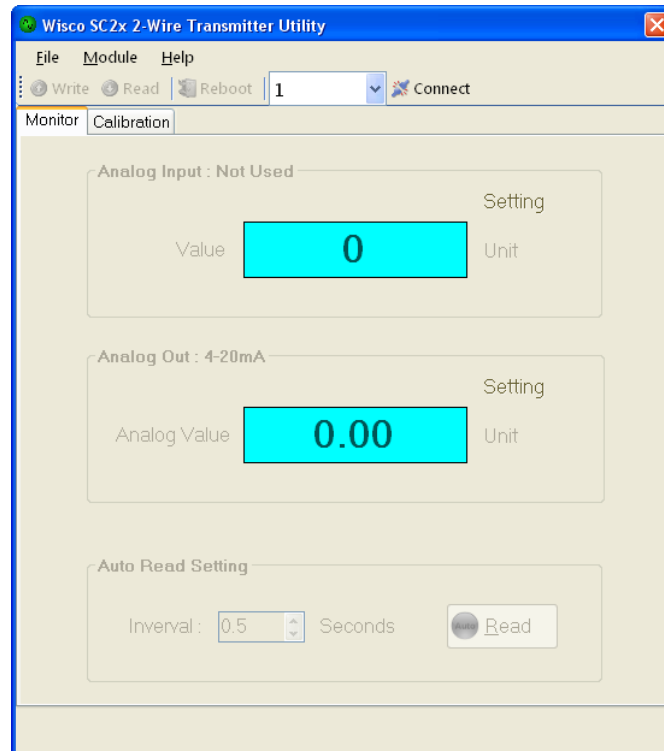 Wisco SC2x 2-Wire Transmitter Utility
File Module Help
Write Read Reboot 1 Connect
Monitor Calibration
Analog Input : Not Used
Setting
Value 0 Unit
Analog Out : 4-20mA
Setting
Analog Value 0.00 Unit
Auto Read Setting
Inverval : 0.5 Seconds Auto Read